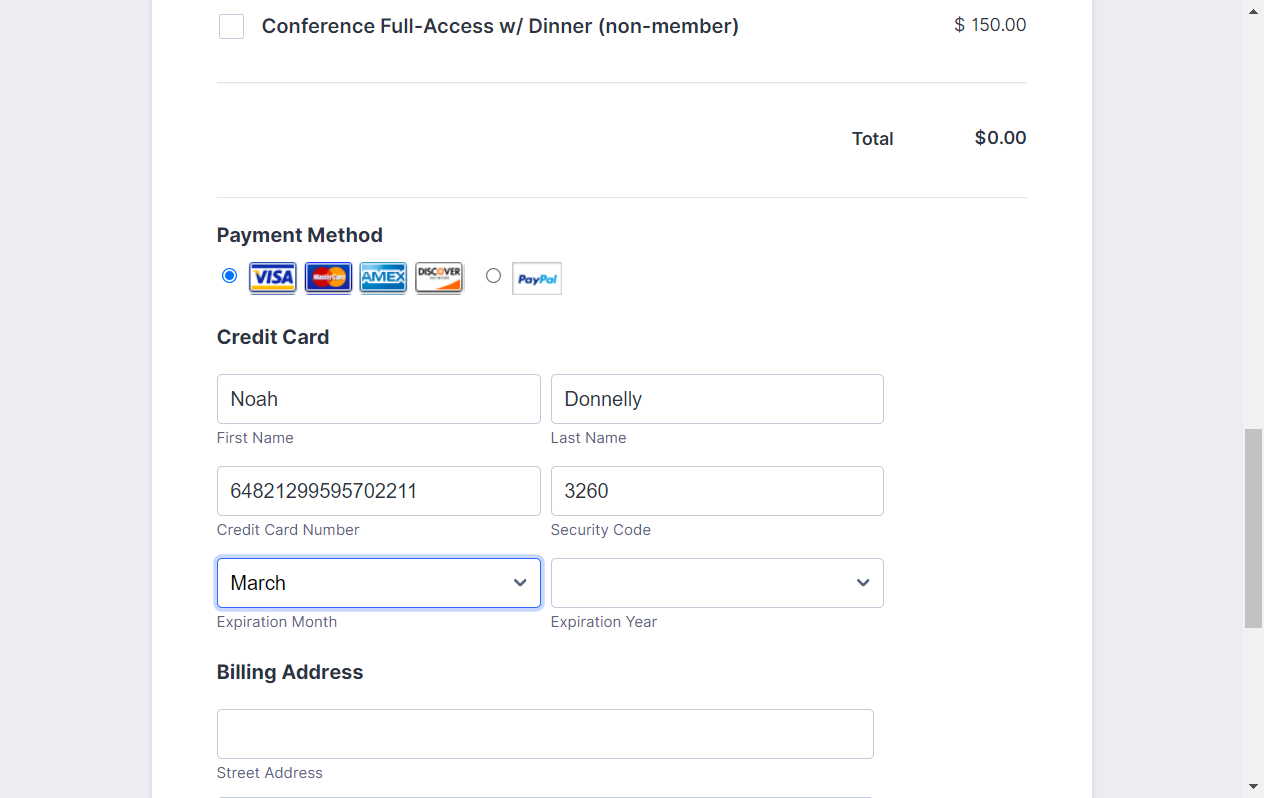 Conference Full-Access w/ Dinner (non-member) $ 150.00
Total $0.00
Payment Method
VISA MasterCard AMEX DISCOVER PayPal
Credit Card
Noah Donnelly
First Name Last Name
64821299595702211 3260
Credit Card Number Security Code
March
Expiration Month Expiration Year
Billing Address
Street Address